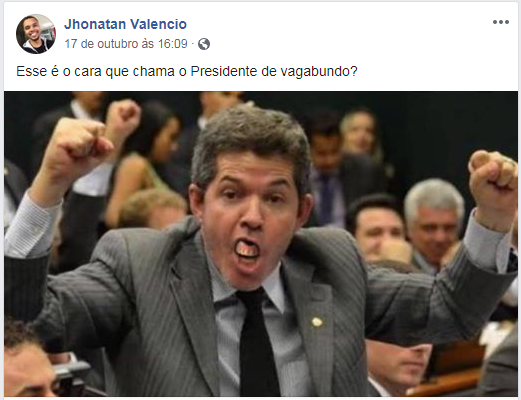 Jhonatan Valencio
17 de outubro às 16:09 ·
Esse é o cara que chama o Presidente de vagabundo?